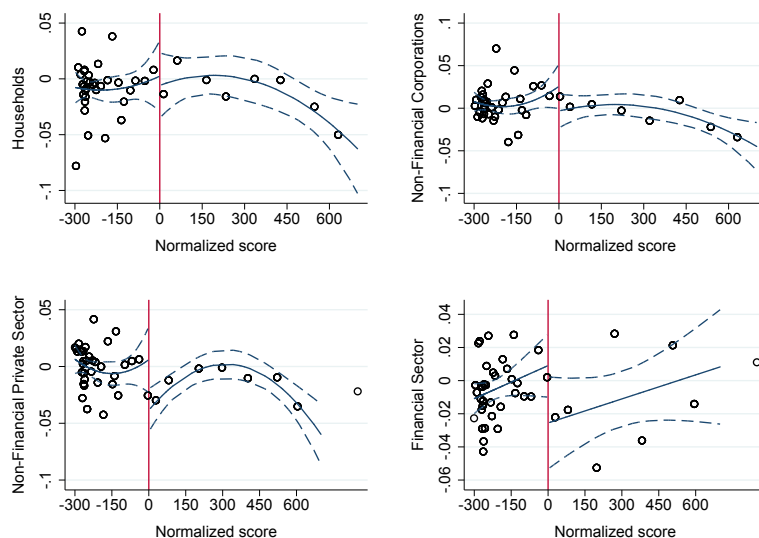 Households
.05
0
-.05
-.1
-300 -150 0 150 300 450 600
Normalized score
Non-Financial Corporations
.1
.05
0
-.05
-.1
-300 -150 0 150 300 450 600
Normalized score
Non-Financial Private Sector
.05
0
-.05
-.1
-300 -150 0 150 300 450 600
Normalized score
Financial Sector
.04
.02
0
-.02
-.04
-.06
-300 -150 0 150 300 450 600
Normalized score